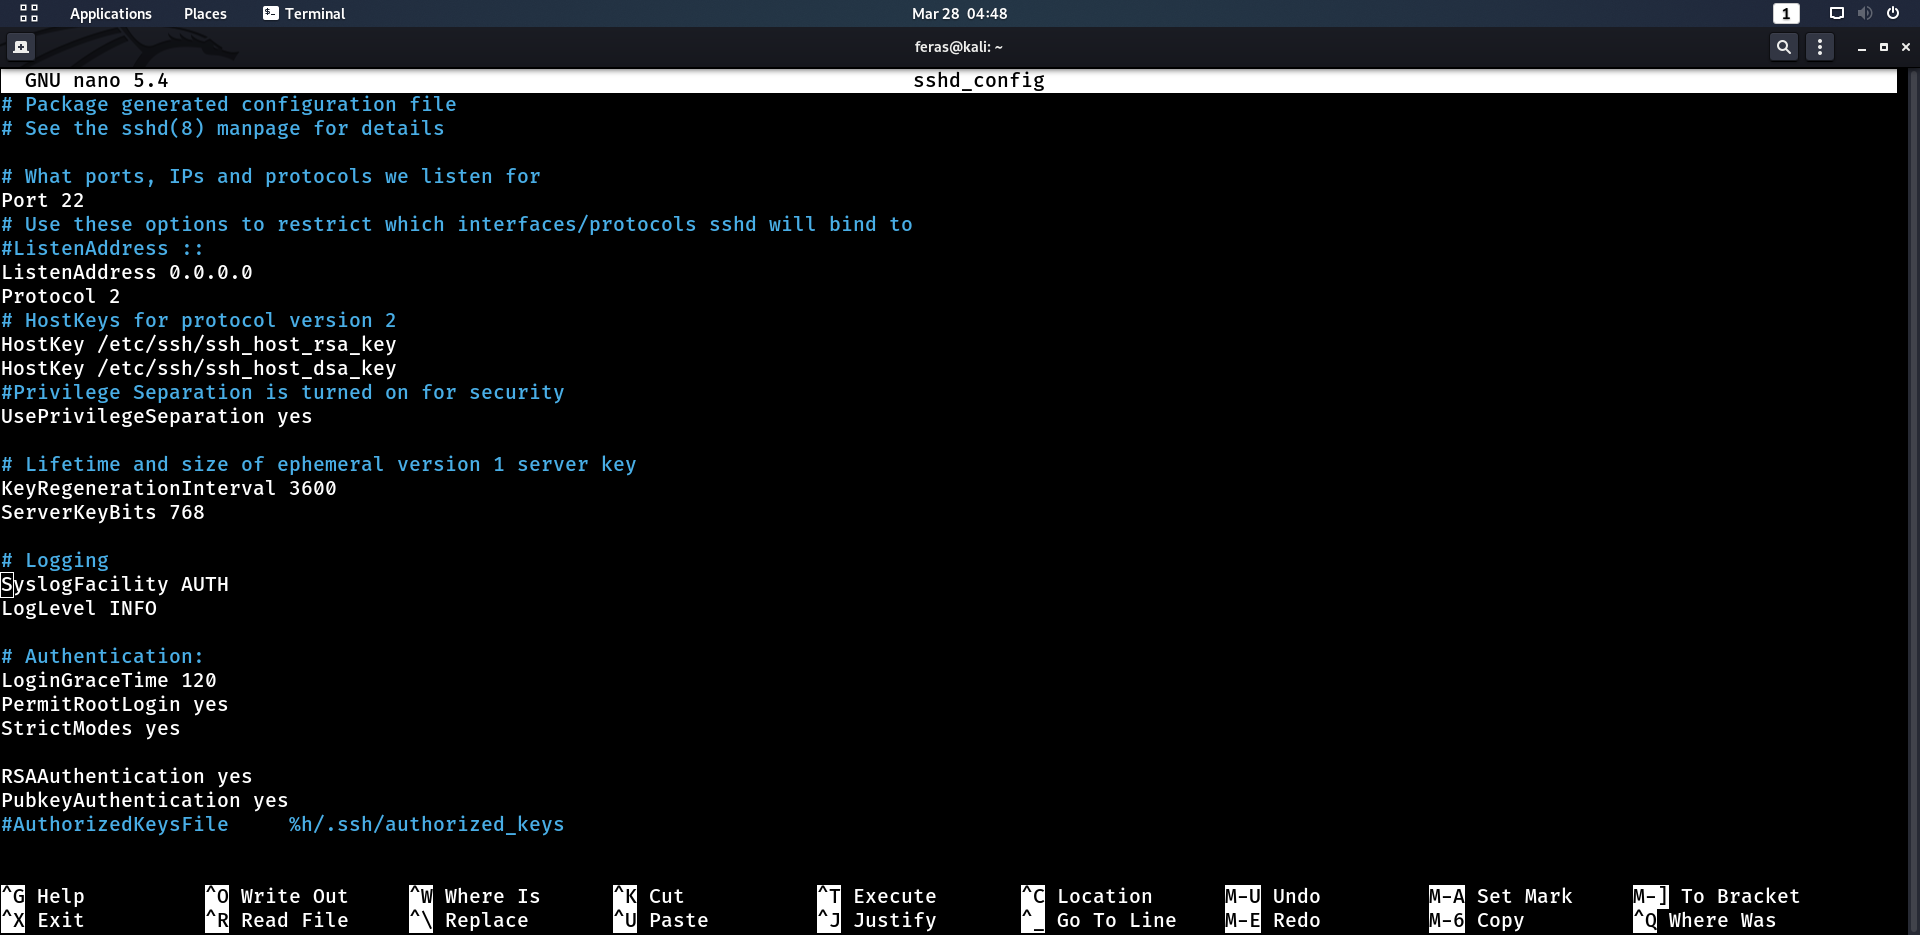 Applications Places Terminal Mar 28 04:48 1
feras@kali: ~
GNU nano 5.4 sshd_config
# Package generated configuration file
# See the sshd(8) manpage for details
# What ports, IPs and protocols we listen for
Port 22
# Use these options to restrict which interfaces/protocols sshd will bind to
#ListenAddress ::
ListenAddress 0.0.0.0
Protocol 2
# HostKeys for protocol version 2
HostKey /etc/ssh/ssh_host_rsa_key
HostKey /etc/ssh/ssh_host_dsa_key
#Privilege Separation is turned on for security
UsePrivilegeSeparation yes
# Lifetime and size of ephemeral version 1 server key
KeyRegenerationInterval 3600
ServerKeyBits 768
# Logging
SyslogFacility AUTH
LogLevel INFO
# Authentication:
LoginGraceTime 120
PermitRootLogin yes
StrictModes yes
RSAAuthentication yes
PubkeyAuthentication yes
#AuthorizedKeysFile     %h/.ssh/authorized_keys
^G Help ^O Write Out ^W Where Is ^K Cut ^T Execute ^C Location M-U Undo M-A Set Mark M-] To Bracket
^X Exit ^R Read File ^\ Replace ^U Paste ^J Justify ^_ Go To Line M-E Redo M-6 Copy ^Q Where Was